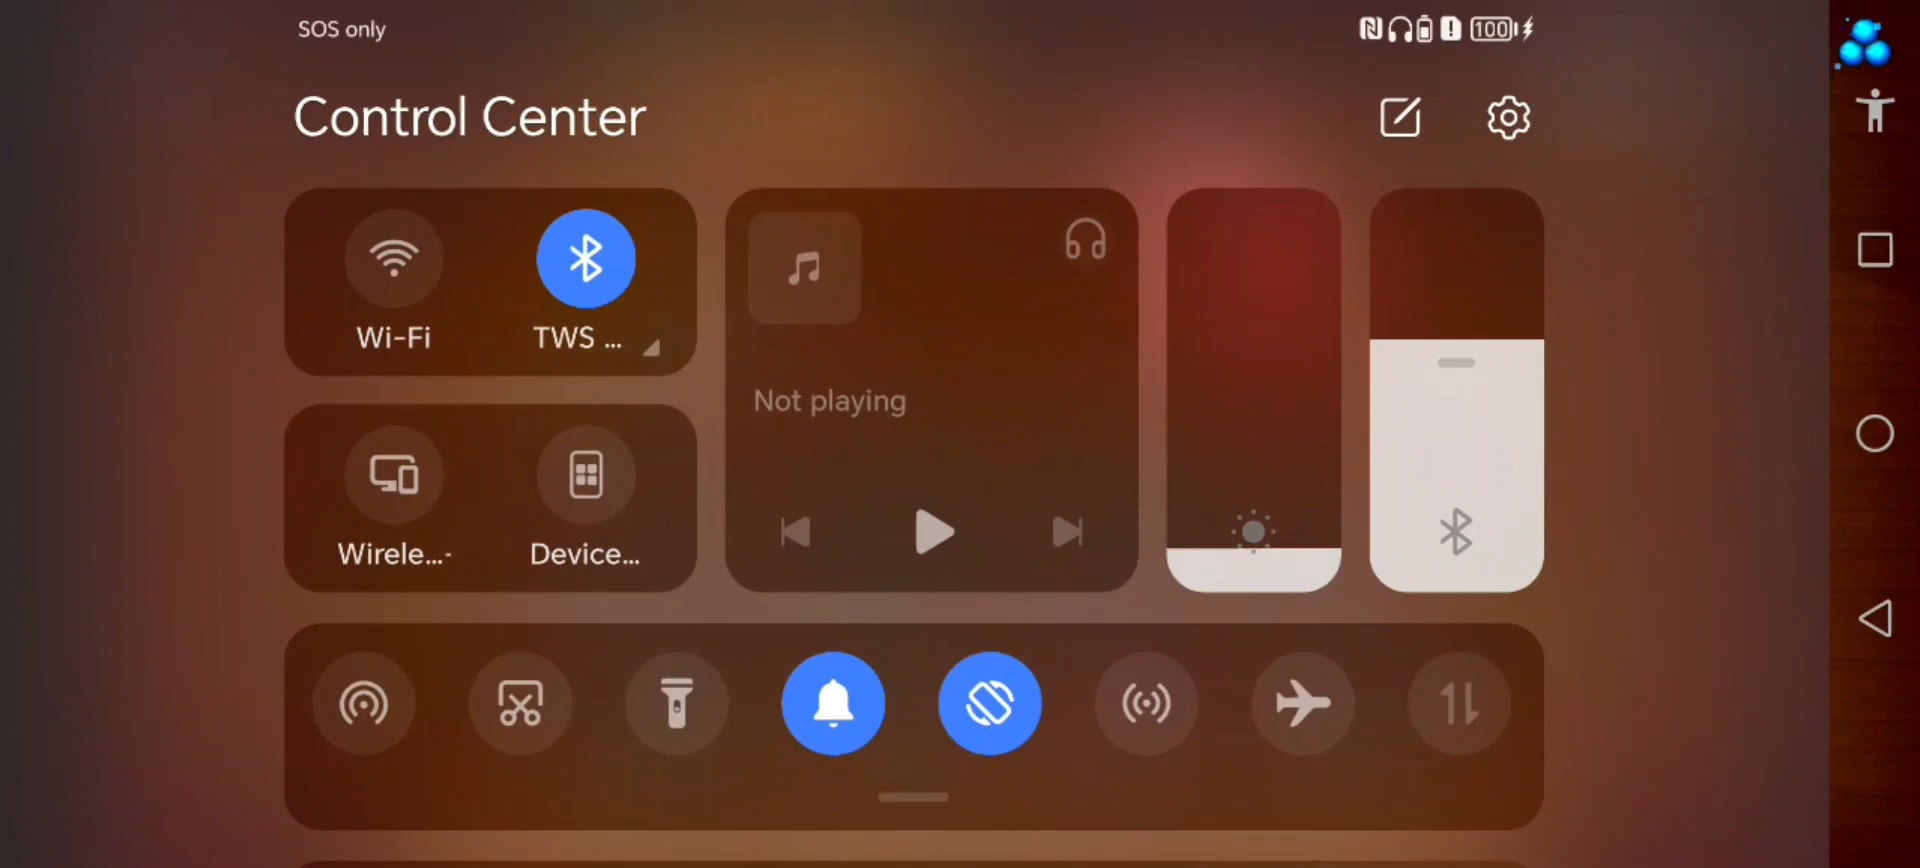 SOS only
100
Control Center
Wi-Fi
TWS ...
Not playing
Wirele...-
Device...